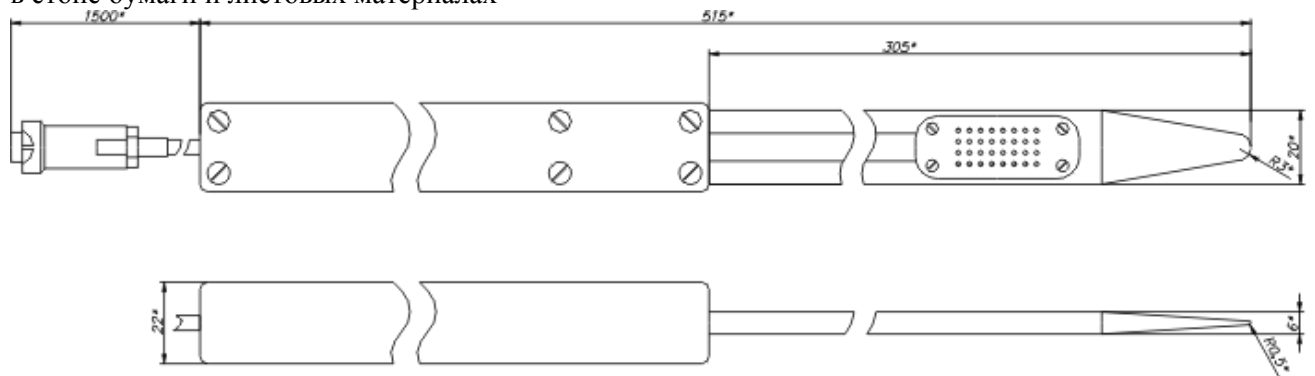 в стопе бумаги и листовых материалах
1500*
515*
305*
20*
R3*
22*
6*
R0,5*